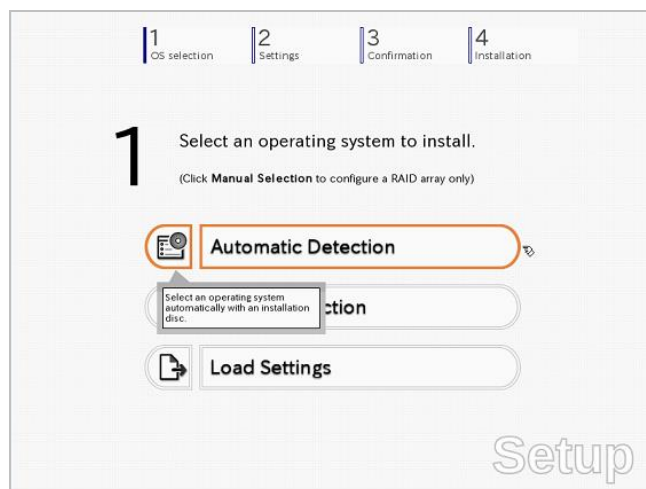 1
OS selection
2
Settings
3
Confirmation
4
Installation
1
Select an operating system to install.
(Click Manual Selection to configure a RAID array only)
Automatic Detection
Select an operating system
automatically with an installation
disc.
ction
Load Settings
Setup